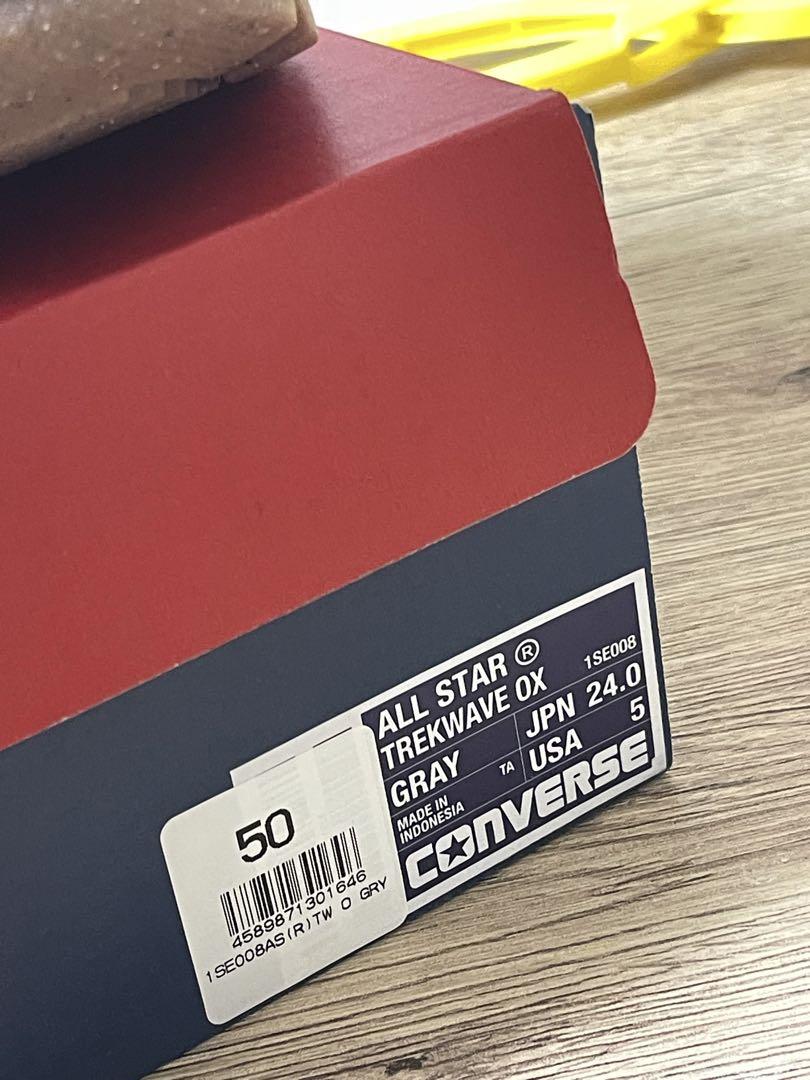 ALL STAR ®
1SE008
TREKWAVE OX
JPN 24.0
GRAY TA
USA 5
MADE IN
INDONESIA
CONVERSE
50
4589871301646
1SE008AS(R)TW O GRY